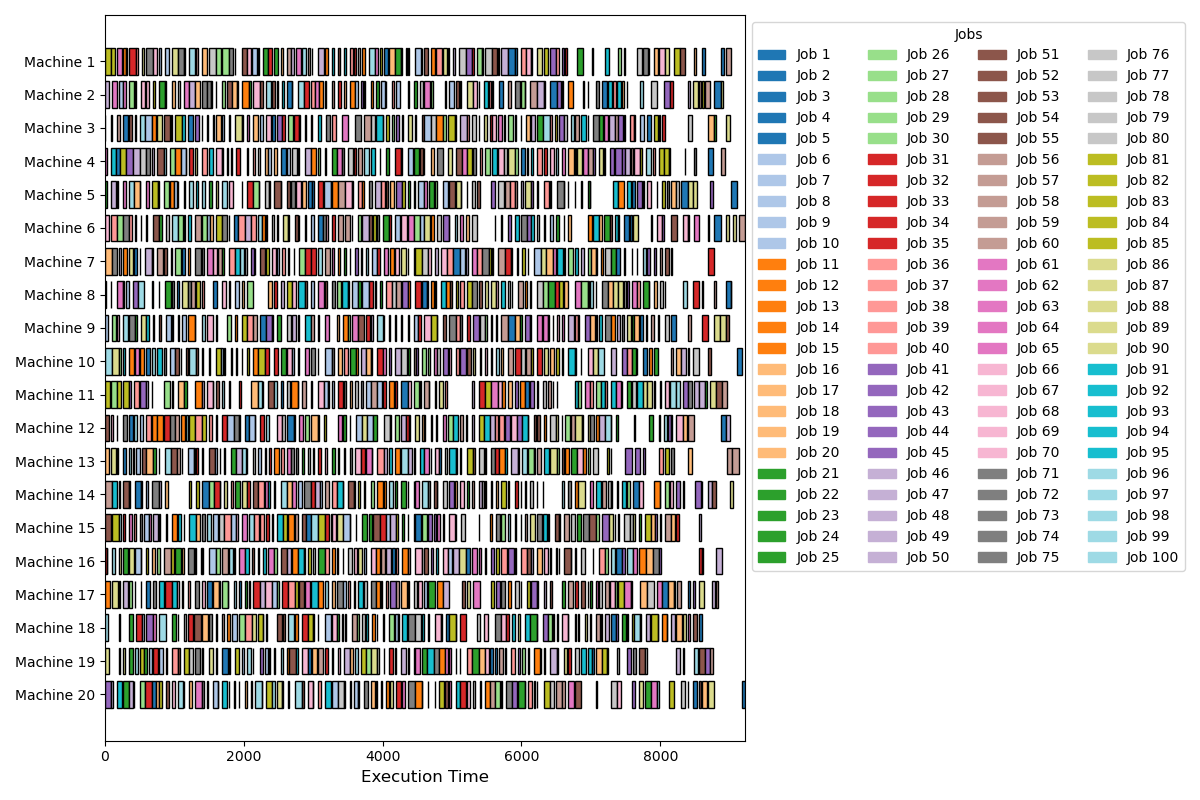 Machine 1
Machine 2
Machine 3
Machine 4
Machine 5
Machine 6
Machine 7
Machine 8
Machine 9
Machine 10
Machine 11
Machine 12
Machine 13
Machine 14
Machine 15
Machine 16
Machine 17
Machine 18
Machine 19
Machine 20
0 2000 4000 6000 8000
Execution Time
Jobs
Job 1 Job 26 Job 51 Job 76
Job 2 Job 27 Job 52 Job 77
Job 3 Job 28 Job 53 Job 78
Job 4 Job 29 Job 54 Job 79
Job 5 Job 30 Job 55 Job 80
Job 6 Job 31 Job 56 Job 81
Job 7 Job 32 Job 57 Job 82
Job 8 Job 33 Job 58 Job 83
Job 9 Job 34 Job 59 Job 84
Job 10 Job 35 Job 60 Job 85
Job 11 Job 36 Job 61 Job 86
Job 12 Job 37 Job 62 Job 87
Job 13 Job 38 Job 63 Job 88
Job 14 Job 39 Job 64 Job 89
Job 15 Job 40 Job 65 Job 90
Job 16 Job 41 Job 66 Job 91
Job 17 Job 42 Job 67 Job 92
Job 18 Job 43 Job 68 Job 93
Job 19 Job 44 Job 69 Job 94
Job 20 Job 45 Job 70 Job 95
Job 21 Job 46 Job 71 Job 96
Job 22 Job 47 Job 72 Job 97
Job 23 Job 48 Job 73 Job 98
Job 24 Job 49 Job 74 Job 99
Job 25 Job 50 Job 75 Job 100